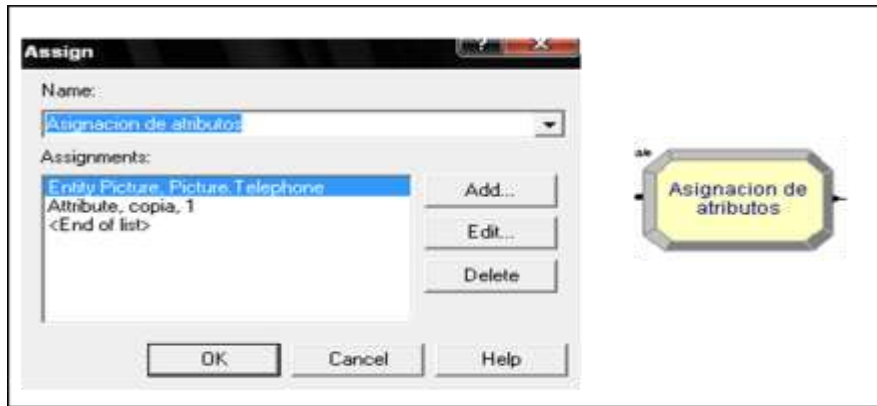 Assign
Name:
Asignacion de atributos
Assignments:
Entity Picture, Picture.Telephone
Attribute, copia, 1
<End of list>
Add...
Edit...
Delete
OK
Cancel
Help
Asignacion de
atributos